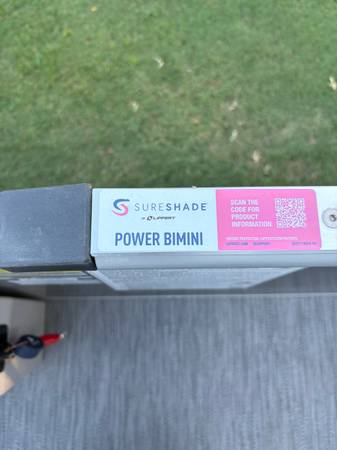 SURESHADE
BY LIPPERT
POWER BIMINI
SCAN THE
CODE FOR
PRODUCT
INFORMATION